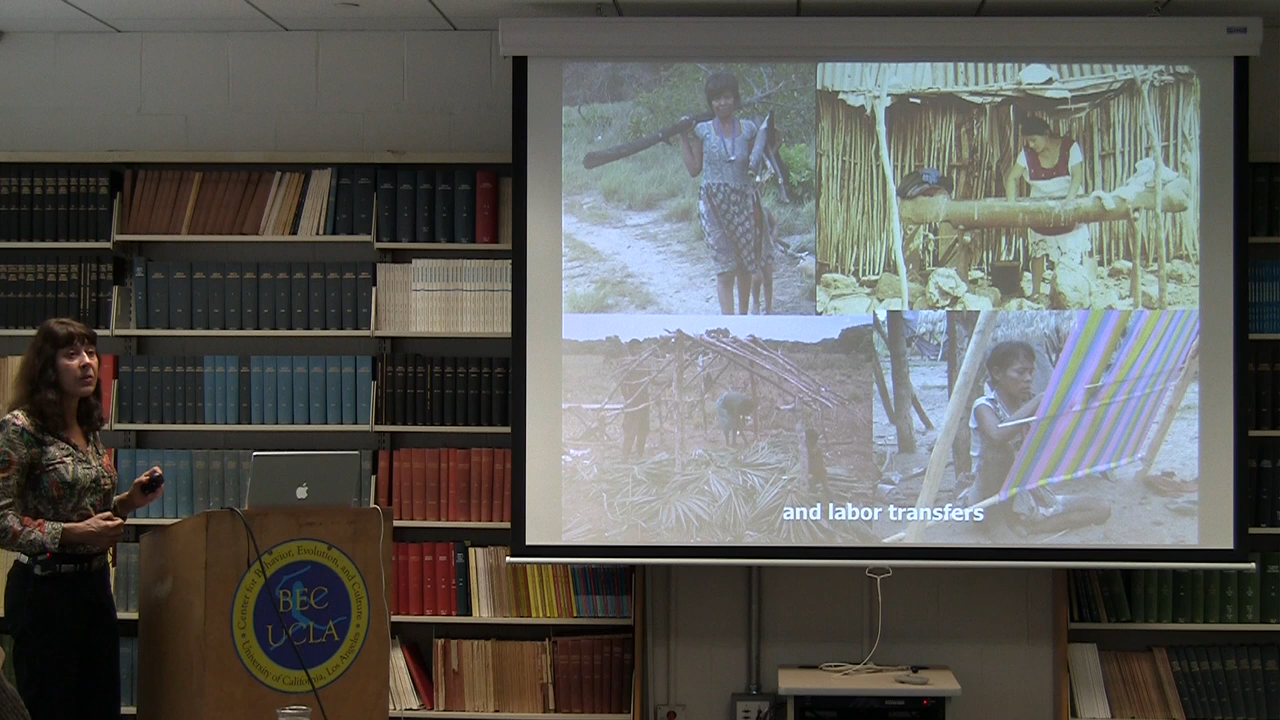 and labor transfers
Center for Behavior, Evolution, and Culture
BEC
UCLA
University of California, Los Angeles